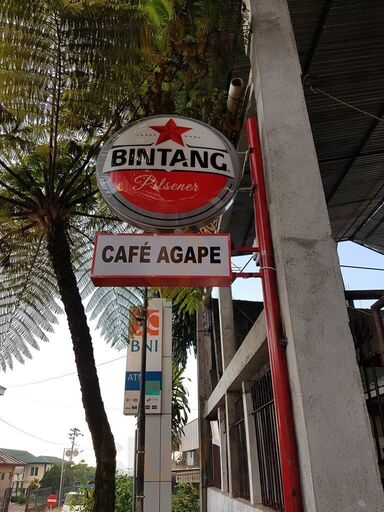 BINTANG
Pilsener
CAFÉ AGAPE
BNI
ATM